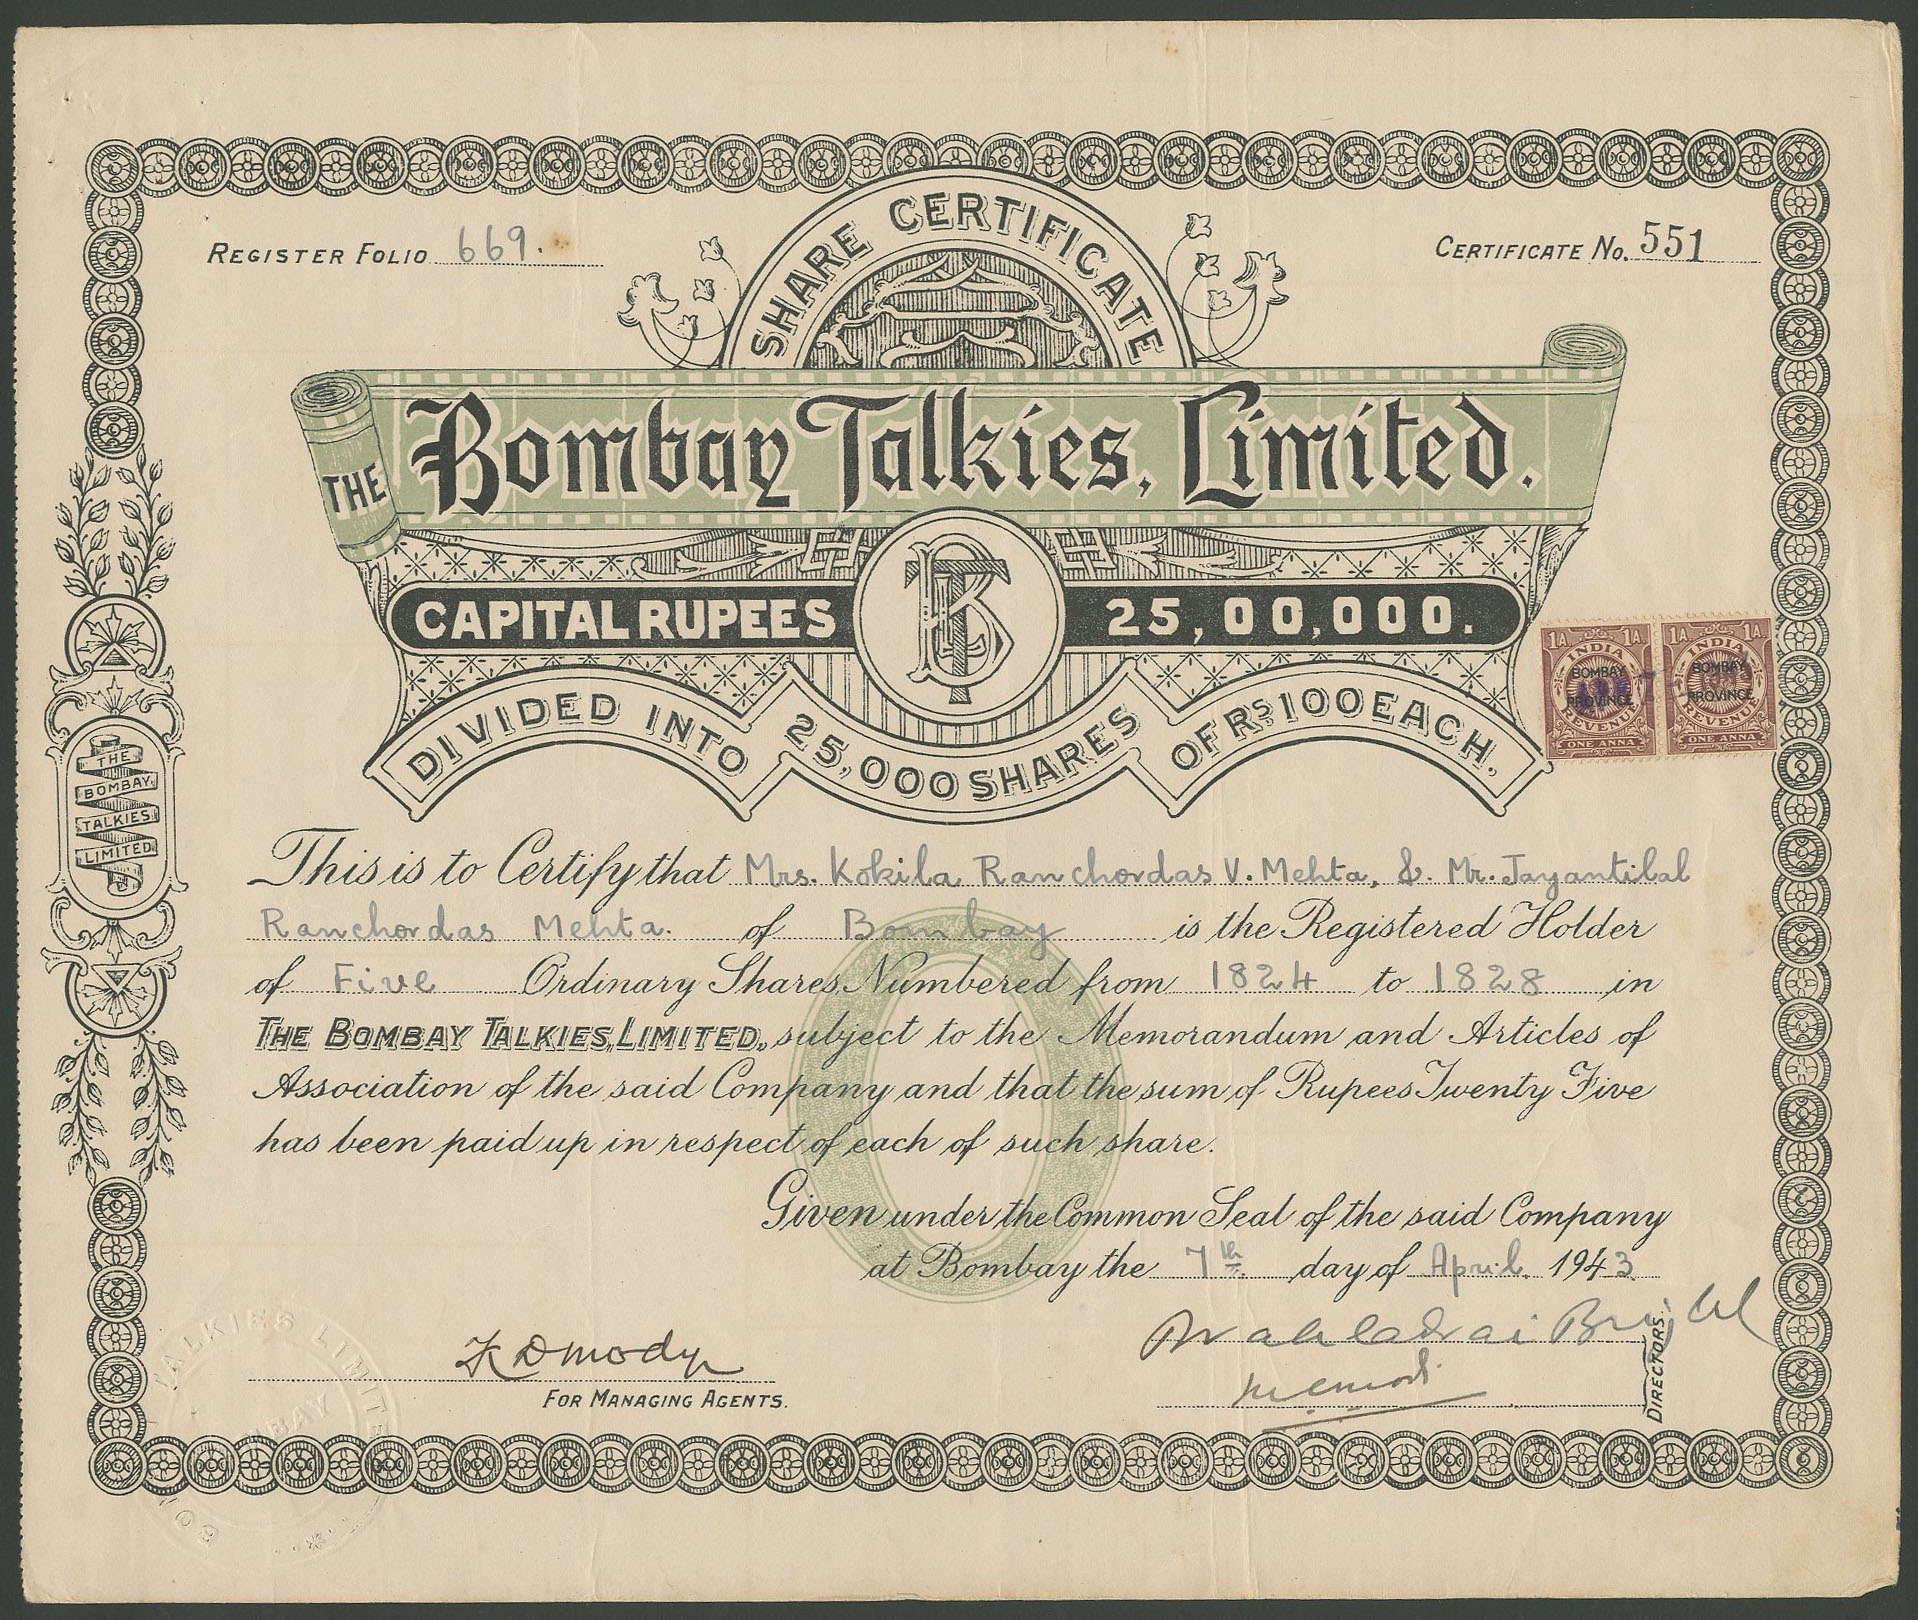 REGISTER FOLIO 669.
CERTIFICATE NO. 551
SHARE CERTIFICATE
THE Bombay Talkies, Limited.
BT
CAPITAL RUPEES 25,00,000.
DIVIDED INTO 25,000 SHARES OF RS 100 EACH.
1A 1A
INDIA
BOMBAY
PROVINCE
REVENUE
ONE ANNA
1A 1A
INDIA
BOMBAY
PROVINCE
REVENUE
ONE ANNA
THE
BOMBAY
TALKIES
LIMITED
This is to Certify that Mrs. Kokila Ranchordas V. Mehta, &. Mr. Jayantilal
Ranchordas Mehta. of Bombay is the Registered Holder
of Five Ordinary Shares Numbered from 1824 to 1828 in
THE BOMBAY TALKIES, LIMITED, subject to the Memorandum and Articles of
Association of the said Company and that the sum of Rupees Twenty Five
has been paid up in respect of each of such share.
Given under the Common Seal of the said Company
at Bombay the 7th day of April 1943
FOR MANAGING AGENTS.
DIRECTORS.
TALKIES LIMITED
BOMBAY